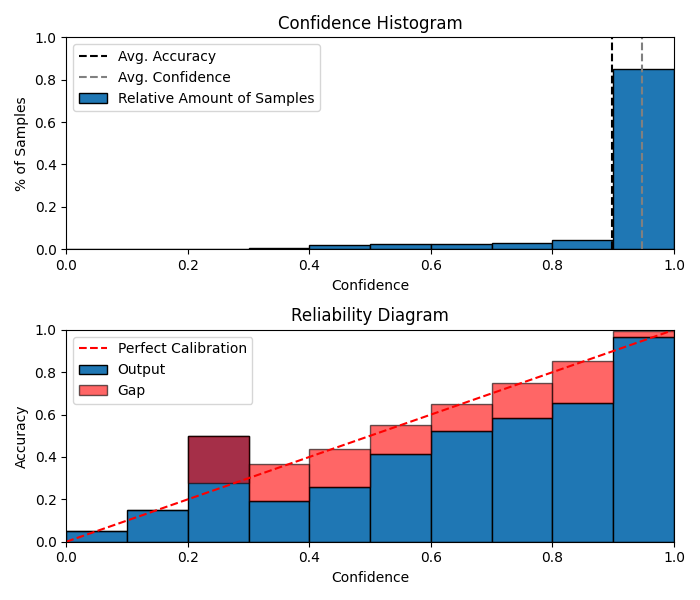 Confidence Histogram
1.0
0.8
0.6
0.4
0.2
0.0
% of Samples
Avg. Accuracy
Avg. Confidence
Relative Amount of Samples
0.0 0.2 0.4 0.6 0.8 1.0
Confidence
Reliability Diagram
1.0
0.8
0.6
0.4
0.2
0.0
Accuracy
Perfect Calibration
Output
Gap
0.0 0.2 0.4 0.6 0.8 1.0
Confidence